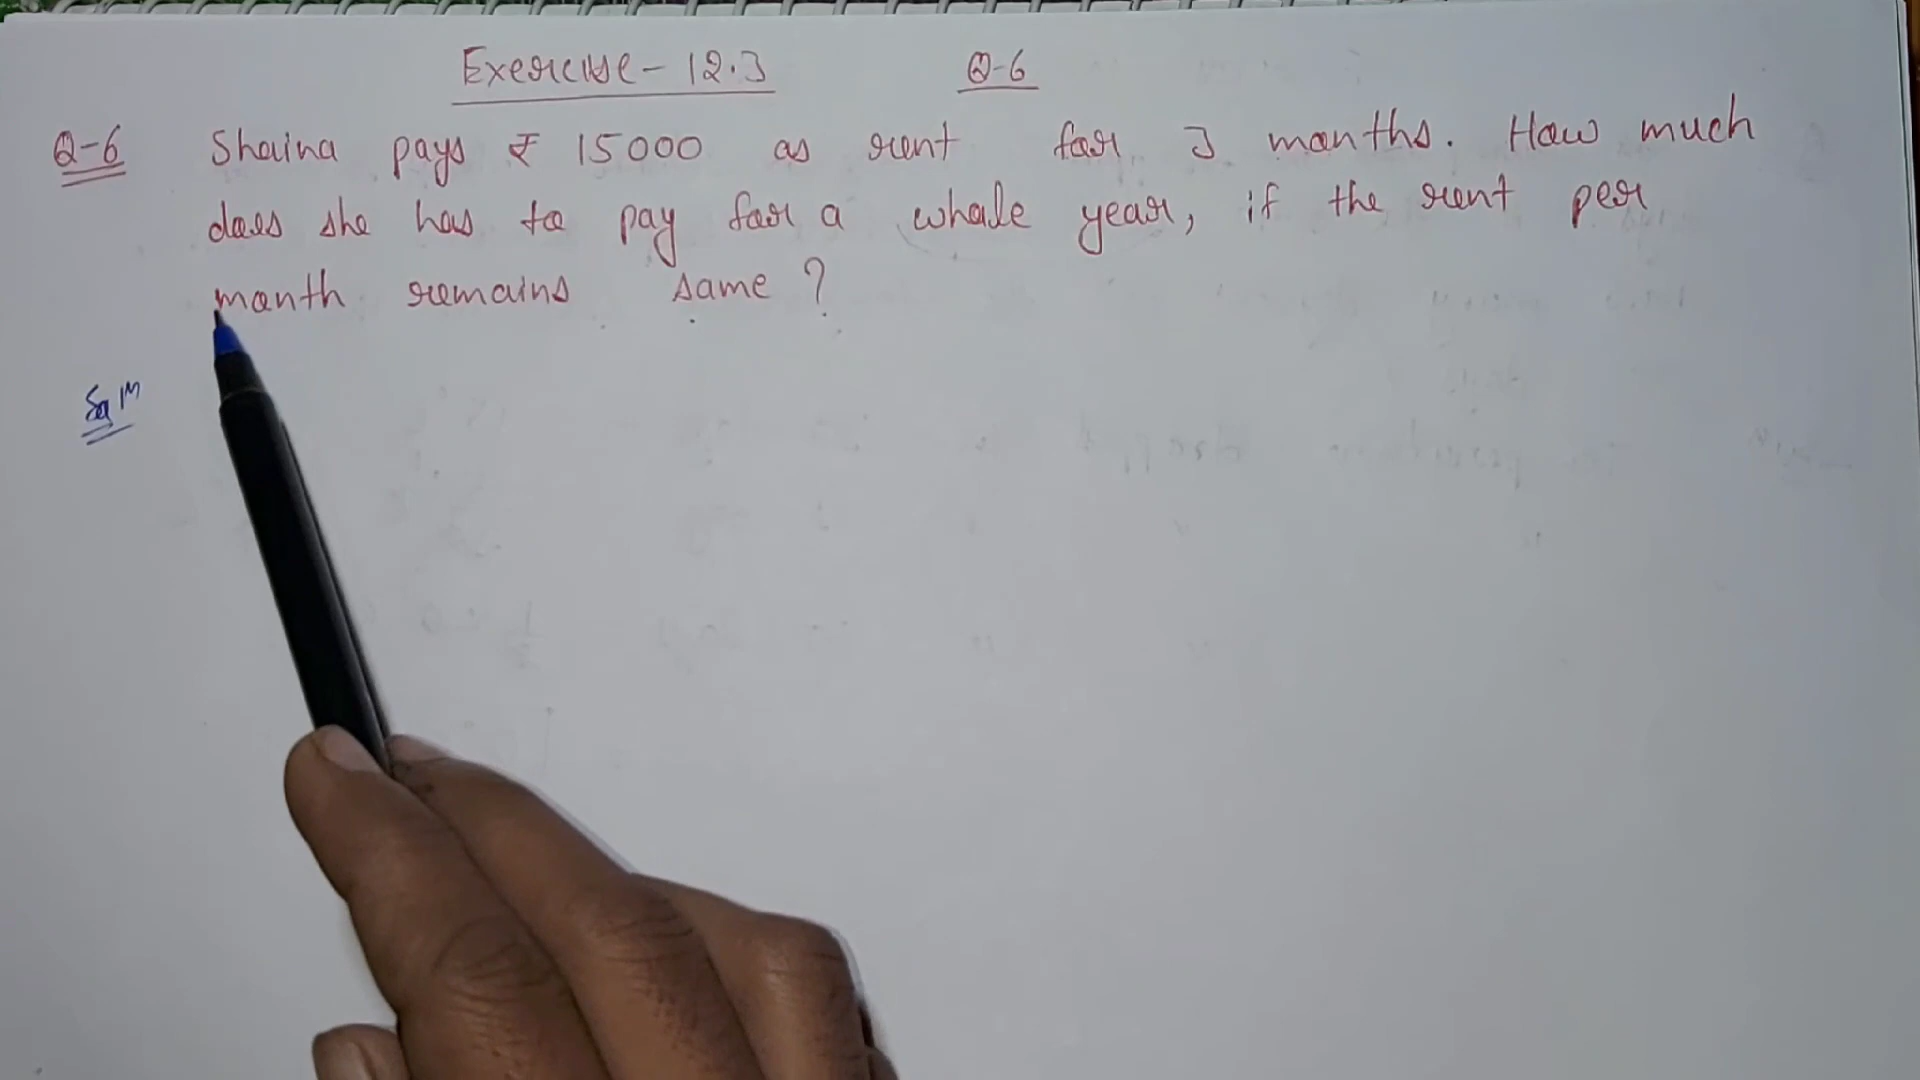 Exercise - 12.3 Q-6
Q-6 Shaina pays ₹ 15000 as rent for 3 months. How much
does she has to pay for a whole year, if the rent per
month remains same ?
Solⁿ